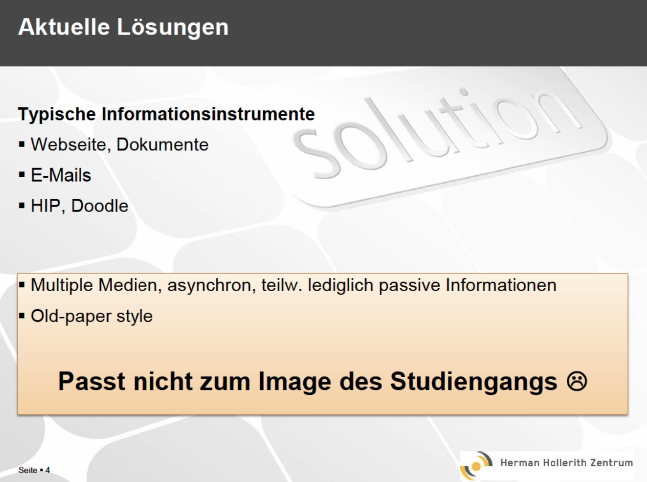 Aktuelle Lösungen
solution
Typische Informationsinstrumente
▪ Webseite, Dokumente
▪ E-Mails
▪ HIP, Doodle
▪ Multiple Medien, asynchron, teilw. lediglich passive Informationen
▪ Old-paper style
Passt nicht zum Image des Studiengangs ☹
Seite ▪ 4
Herman Hollerith Zentrum